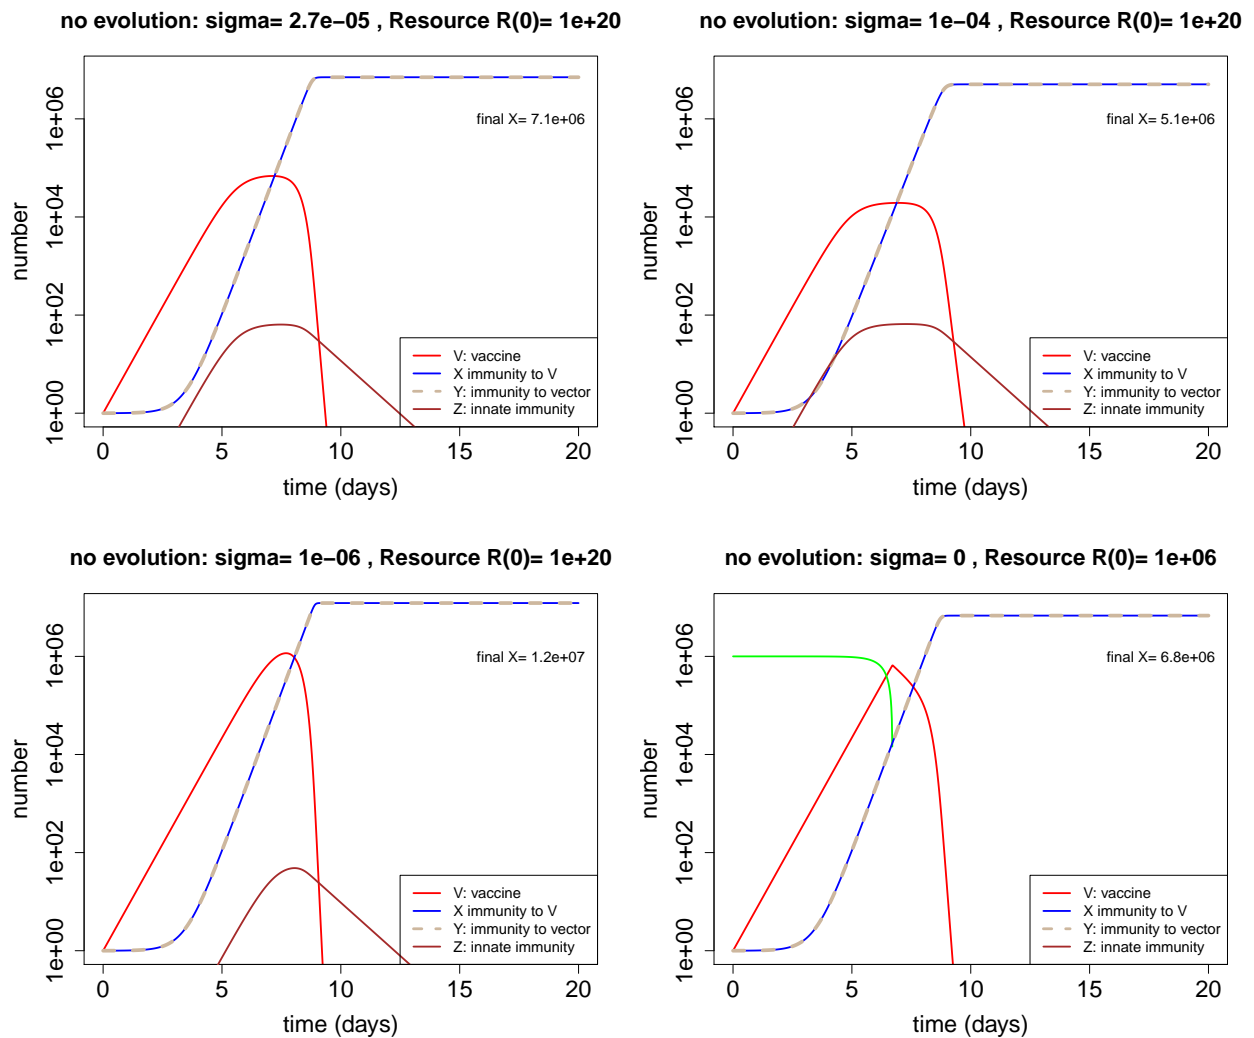 no evolution: sigma= 2.7e−05 , Resource R(0)= 1e+20
number
1e+00 1e+02 1e+04 1e+06
final X= 7.1e+06
V: vaccine
X immunity to V
Y: immunity to vector
Z: innate immunity
0 5 10 15 20
time (days)
no evolution: sigma= 1e−04 , Resource R(0)= 1e+20
number
1e+00 1e+02 1e+04 1e+06
final X= 5.1e+06
V: vaccine
X immunity to V
Y: immunity to vector
Z: innate immunity
0 5 10 15 20
time (days)
no evolution: sigma= 1e−06 , Resource R(0)= 1e+20
number
1e+00 1e+02 1e+04 1e+06
final X= 1.2e+07
V: vaccine
X immunity to V
Y: immunity to vector
Z: innate immunity
0 5 10 15 20
time (days)
no evolution: sigma= 0 , Resource R(0)= 1e+06
number
1e+00 1e+02 1e+04 1e+06
final X= 6.8e+06
V: vaccine
X immunity to V
Y: immunity to vector
Z: innate immunity
0 5 10 15 20
time (days)